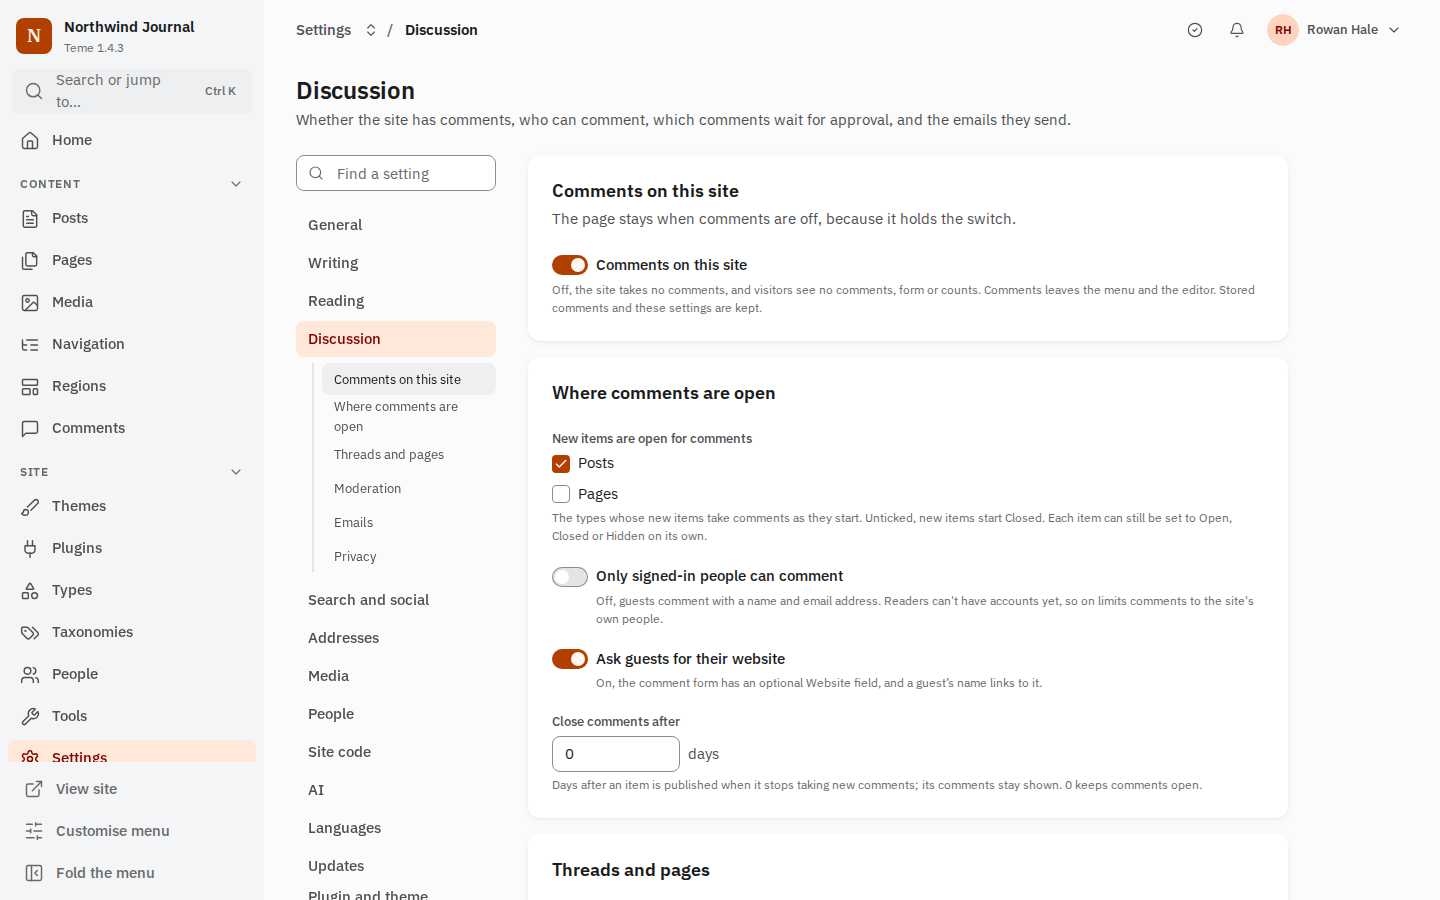 N
Northwind Journal
Teme 1.4.3
Search or jump to...
Ctrl K
Home
CONTENT
Posts
Pages
Media
Navigation
Regions
Comments
SITE
Themes
Plugins
Types
Taxonomies
People
Tools
Settings
View site
Customise menu
Fold the menu
Settings / Discussion
RH
Rowan Hale
Discussion
Whether the site has comments, who can comment, which comments wait for approval, and the emails they send.
Find a setting
General
Writing
Reading
Discussion
Comments on this site
Where comments are
open
Threads and pages
Moderation
Emails
Privacy
Search and social
Addresses
Media
People
Site code
AI
Languages
Updates
Plugin and theme
Comments on this site
The page stays when comments are off, because it holds the switch.
Comments on this site
Off, the site takes no comments, and visitors see no comments, form or counts. Comments leaves the menu and the editor. Stored
comments and these settings are kept.
Where comments are open
New items are open for comments
Posts
Pages
The types whose new items take comments as they start. Unticked, new items start Closed. Each item can still be set to Open,
Closed or Hidden on its own.
Only signed-in people can comment
Off, guests comment with a name and email address. Readers can't have accounts yet, so on limits comments to the site's
own people.
Ask guests for their website
On, the comment form has an optional Website field, and a guest's name links to it.
Close comments after
0 days
Days after an item is published when it stops taking new comments; its comments stay shown. 0 keeps comments open.
Threads and pages